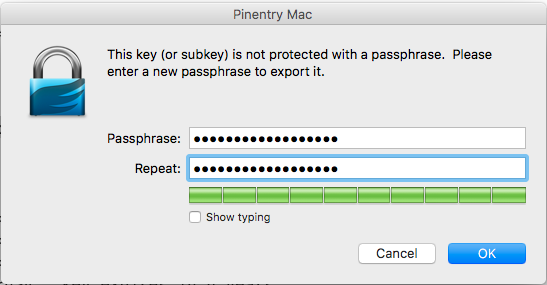 Pinentry Mac
This key (or subkey) is not protected with a passphrase.  Please
enter a new passphrase to export it.
Passphrase: ●●●●●●●●●●●●●●●●●●
Repeat: ●●●●●●●●●●●●●●●●●●
Show typing
Cancel
OK